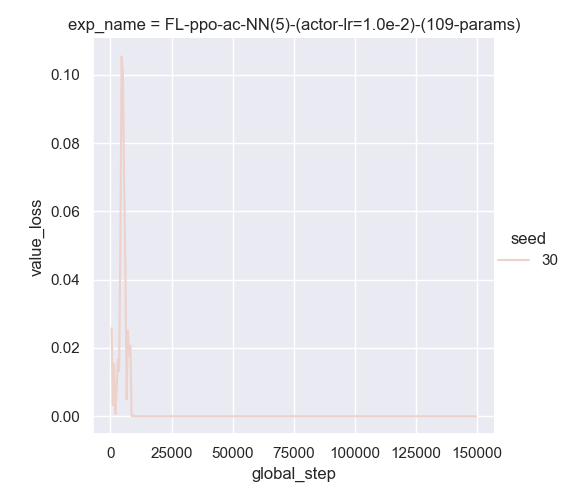 exp_name = FL-ppo-ac-NN(5)-(actor-lr=1.0e-2)-(109-params)
0.10
0.08
0.06
0.04
0.02
0.00
value_loss
0 25000 50000 75000 100000 125000 150000
global_step
seed
30